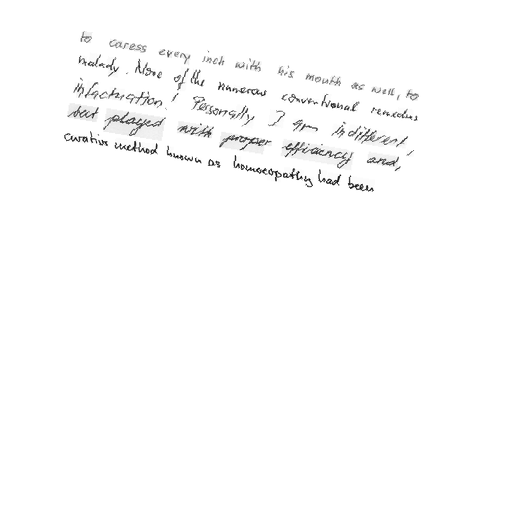 to caress every inch with his mouth as well, to
malady. None of the numerous conventional remedies
infactuation! Personally I am indifferent,
but played with proper efficiency and,
curative method known as homoeopathy had been